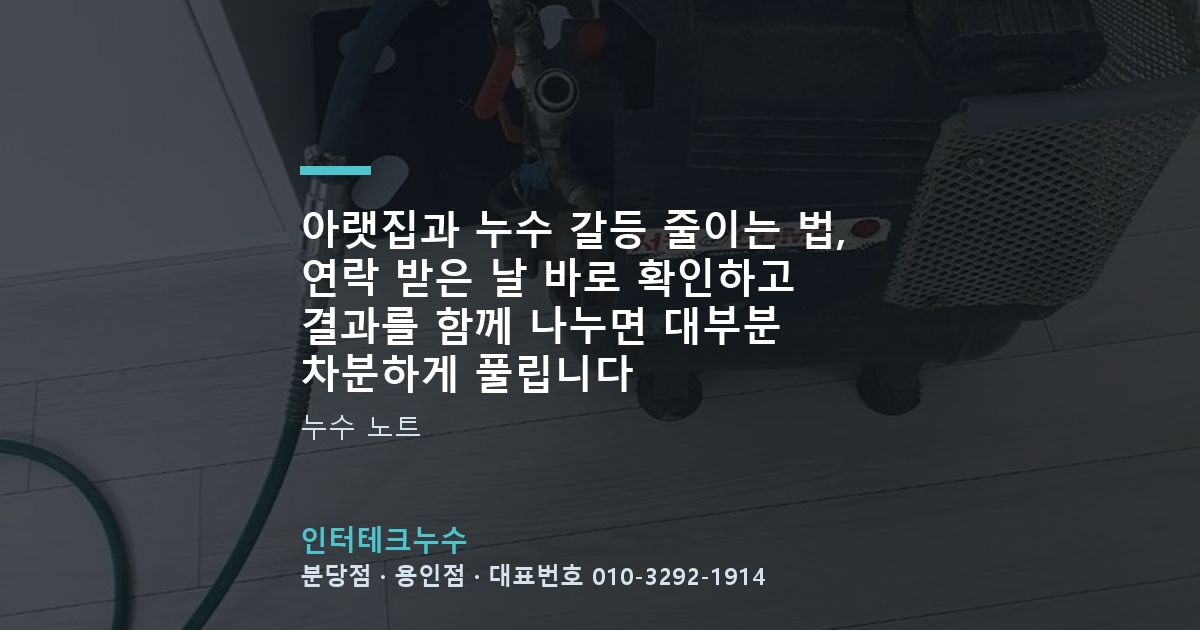 아랫집과 누수 갈등 줄이는 법,
연락 받은 날 바로 확인하고
결과를 함께 나누면 대부분
차분하게 풀립니다
누수 노트
인터테크누수
분당점 · 용인점 · 대표번호 010-3292-1914